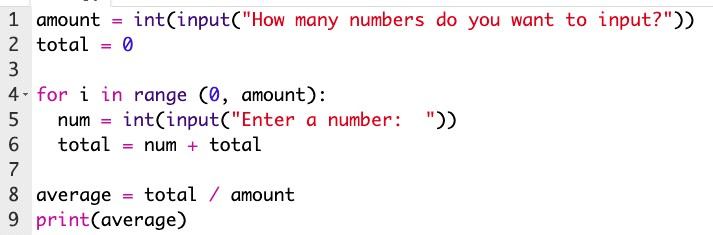 1 amount = int(input("How many numbers do you want to input?"))
2 total = 0
3
4 for i in range (0, amount):
5   num = int(input("Enter a number:  "))
6   total = num + total
7
8 average = total / amount
9 print(average)